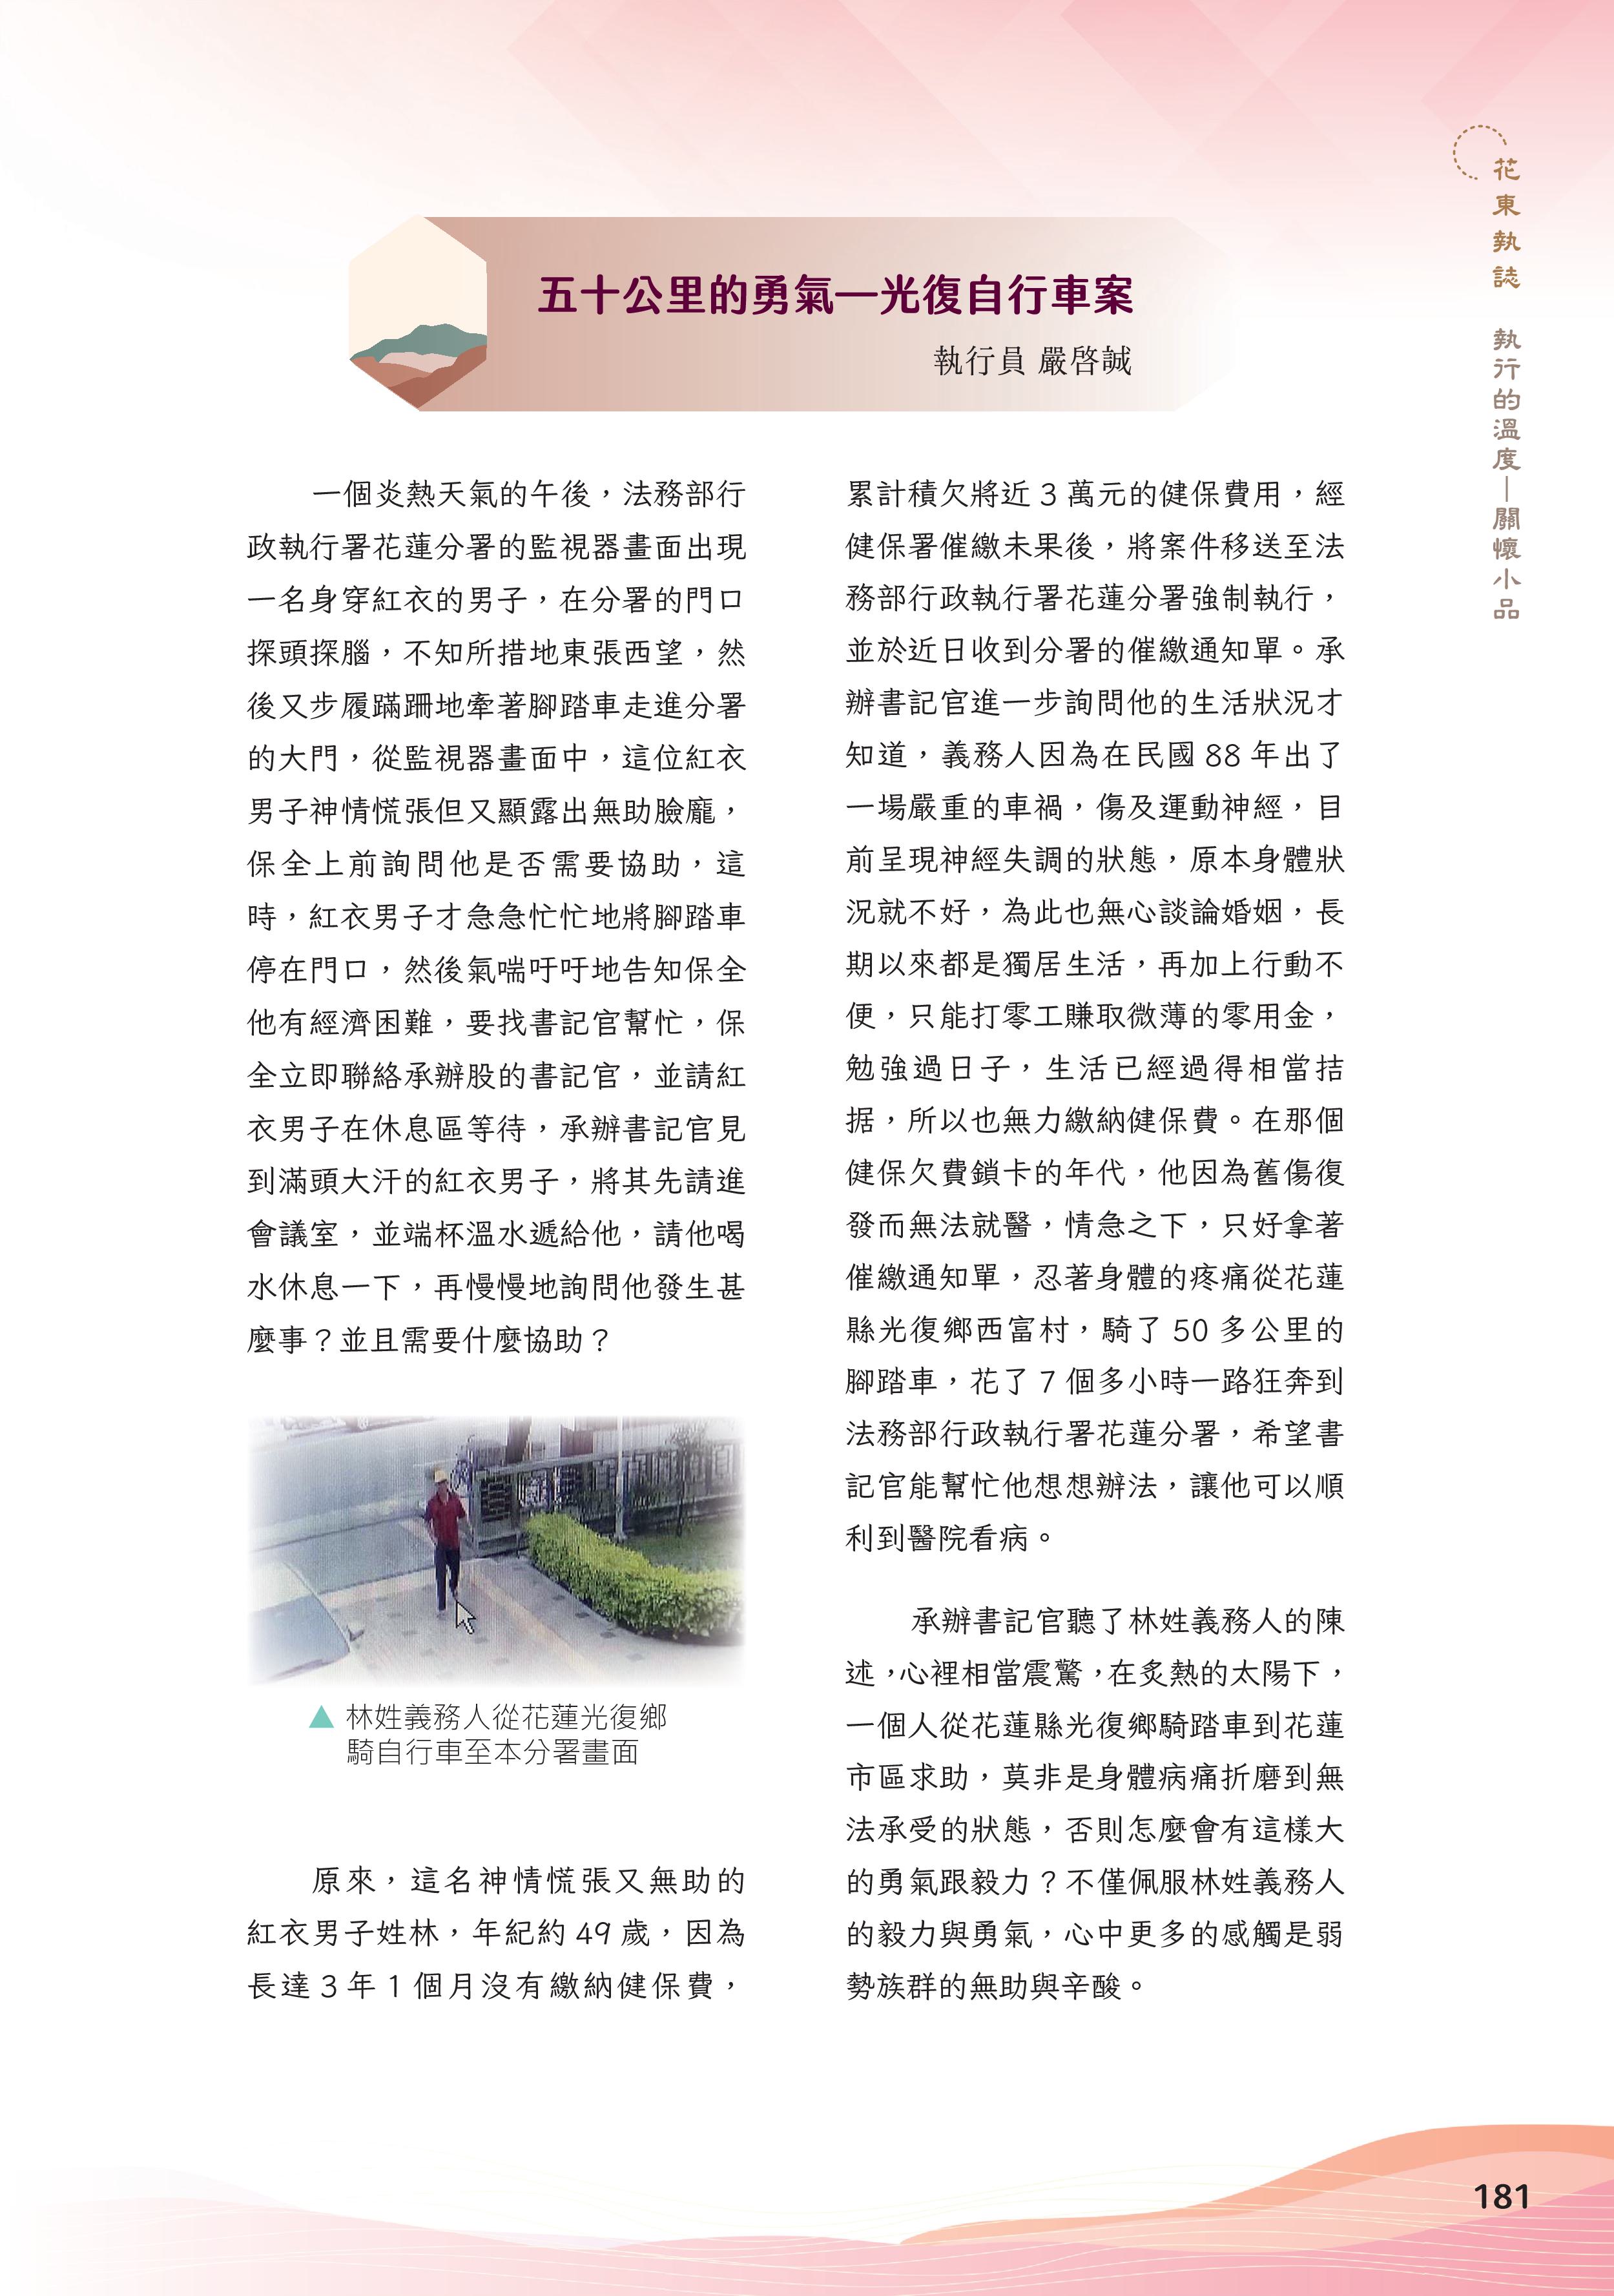 花東執誌 執行的溫度—關懷小品
五十公里的勇氣—光復自行車案
執行員 嚴啓誠
一個炎熱天氣的午後，法務部行
政執行署花蓮分署的監視器畫面出現
一名身穿紅衣的男子，在分署的門口
探頭探腦，不知所措地東張西望，然
後又步履蹣跚地牽著腳踏車走進分署
的大門，從監視器畫面中，這位紅衣
男子神情慌張但又顯露出無助臉龐，
保全上前詢問他是否需要協助，這
時，紅衣男子才急急忙忙地將腳踏車
停在門口，然後氣喘吁吁地告知保全
他有經濟困難，要找書記官幫忙，保
全立即聯絡承辦股的書記官，並請紅
衣男子在休息區等待，承辦書記官見
到滿頭大汗的紅衣男子，將其先請進
會議室，並端杯溫水遞給他，請他喝
水休息一下，再慢慢地詢問他發生甚
麼事？並且需要什麼協助？
▲ 林姓義務人從花蓮光復鄉
騎自行車至本分署畫面
原來，這名神情慌張又無助的
紅衣男子姓林，年紀約 49 歲，因為
長達 3 年 1 個月沒有繳納健保費，
累計積欠將近 3 萬元的健保費用，經
健保署催繳未果後，將案件移送至法
務部行政執行署花蓮分署強制執行，
並於近日收到分署的催繳通知單。承
辦書記官進一步詢問他的生活狀況才
知道，義務人因為在民國 88 年出了
一場嚴重的車禍，傷及運動神經，目
前呈現神經失調的狀態，原本身體狀
況就不好，為此也無心談論婚姻，長
期以來都是獨居生活，再加上行動不
便，只能打零工賺取微薄的零用金，
勉強過日子，生活已經過得相當拮
据，所以也無力繳納健保費。在那個
健保欠費鎖卡的年代，他因為舊傷復
發而無法就醫，情急之下，只好拿著
催繳通知單，忍著身體的疼痛從花蓮
縣光復鄉西富村，騎了 50 多公里的
腳踏車，花了 7 個多小時一路狂奔到
法務部行政執行署花蓮分署，希望書
記官能幫忙他想想辦法，讓他可以順
利到醫院看病。
承辦書記官聽了林姓義務人的陳
述，心裡相當震驚，在炙熱的太陽下，
一個人從花蓮縣光復鄉騎踏車到花蓮
市區求助，莫非是身體病痛折磨到無
法承受的狀態，否則怎麼會有這樣大
的勇氣跟毅力？不僅佩服林姓義務人
的毅力與勇氣，心中更多的感觸是弱
勢族群的無助與辛酸。
181